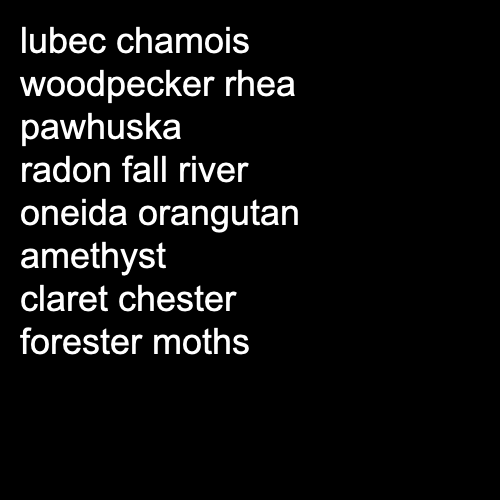 lubec chamois
woodpecker rhea
pawhuska
radon fall river
oneida orangutan
amethyst
claret chester
forester moths